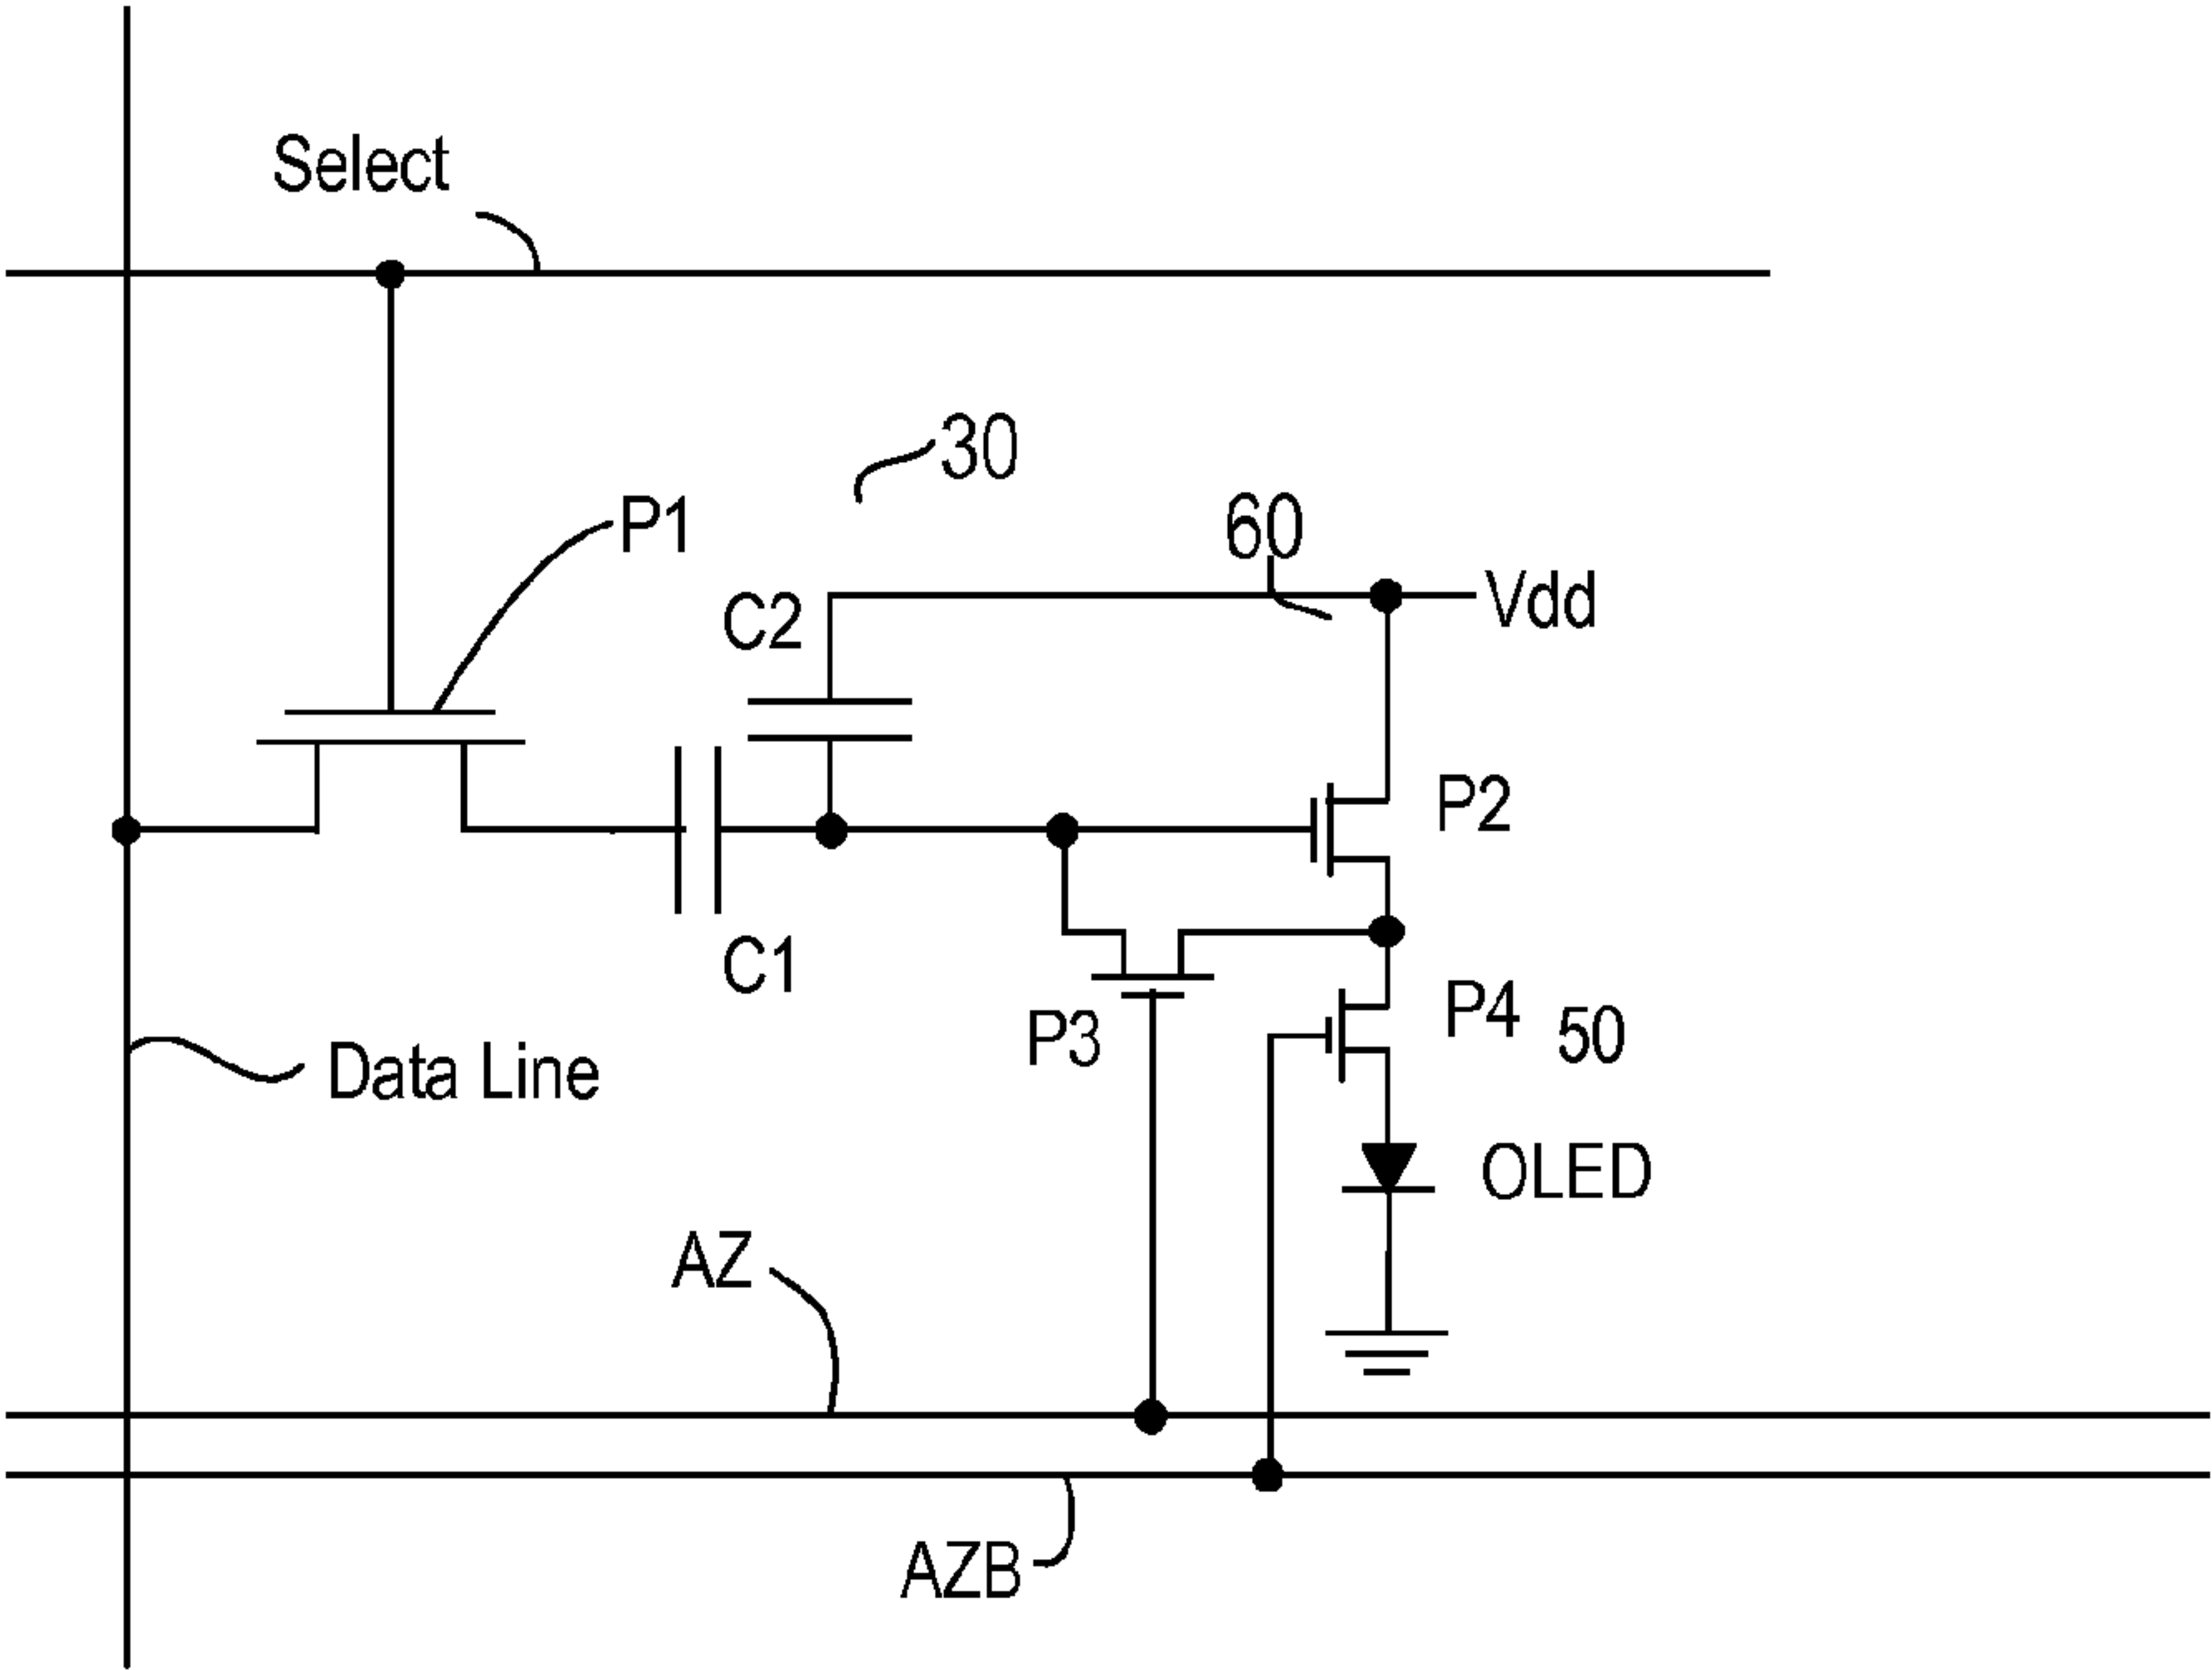 Select
30
P1
60
C2
Vdd
P2
C1
P4
50
P3
Data Line
OLED
AZ
AZB